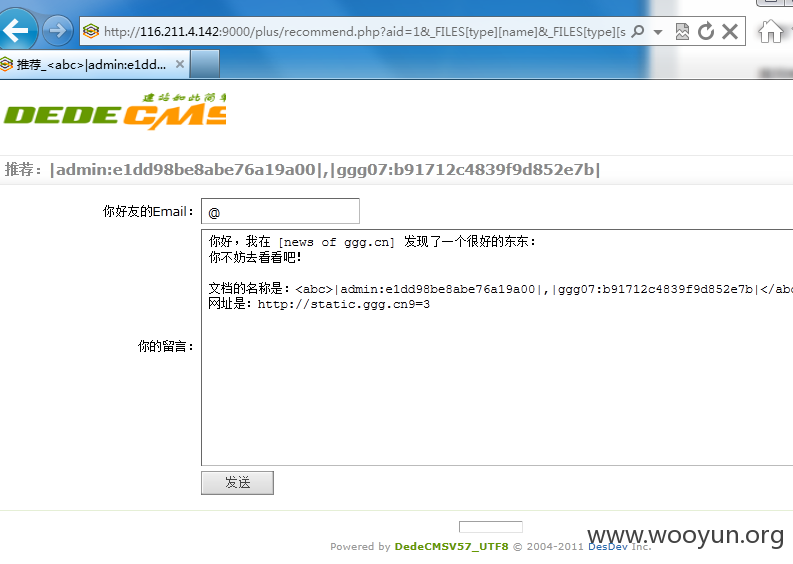 http://116.211.4.142:9000/plus/recommend.php?aid=1&_FILES[type][name]&_FILES[type][s
推荐_<abc>|admin:e1dd...
建站如此简单
DEDECMS
推荐：|admin:e1dd98be8abe76a19a00|,|ggg07:b91712c4839f9d852e7b|
你好友的Email：
@
你好，我在 [news of ggg.cn] 发现了一个很好的东东：
你不妨去看看吧！
文档的名称是：<abc>|admin:e1dd98be8abe76a19a00|,|ggg07:b91712c4839f9d852e7b|</abc
网址是：http://static.ggg.cn9=3
你的留言：
发送
www.wooyun.org
Powered by DedeCMSV57_UTF8 © 2004-2011 DesDev Inc.